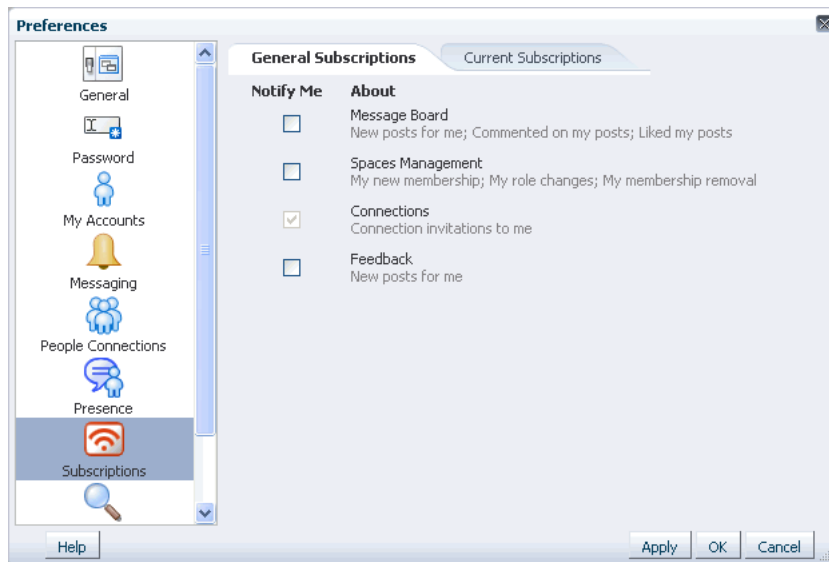 Preferences
General
Password
My Accounts
Messaging
People Connections
Presence
Subscriptions
General Subscriptions
Current Subscriptions
Notify Me About
Message Board
New posts for me; Commented on my posts; Liked my posts
Spaces Management
My new membership; My role changes; My membership removal
Connections
Connection invitations to me
Feedback
New posts for me
Help
Apply
OK
Cancel